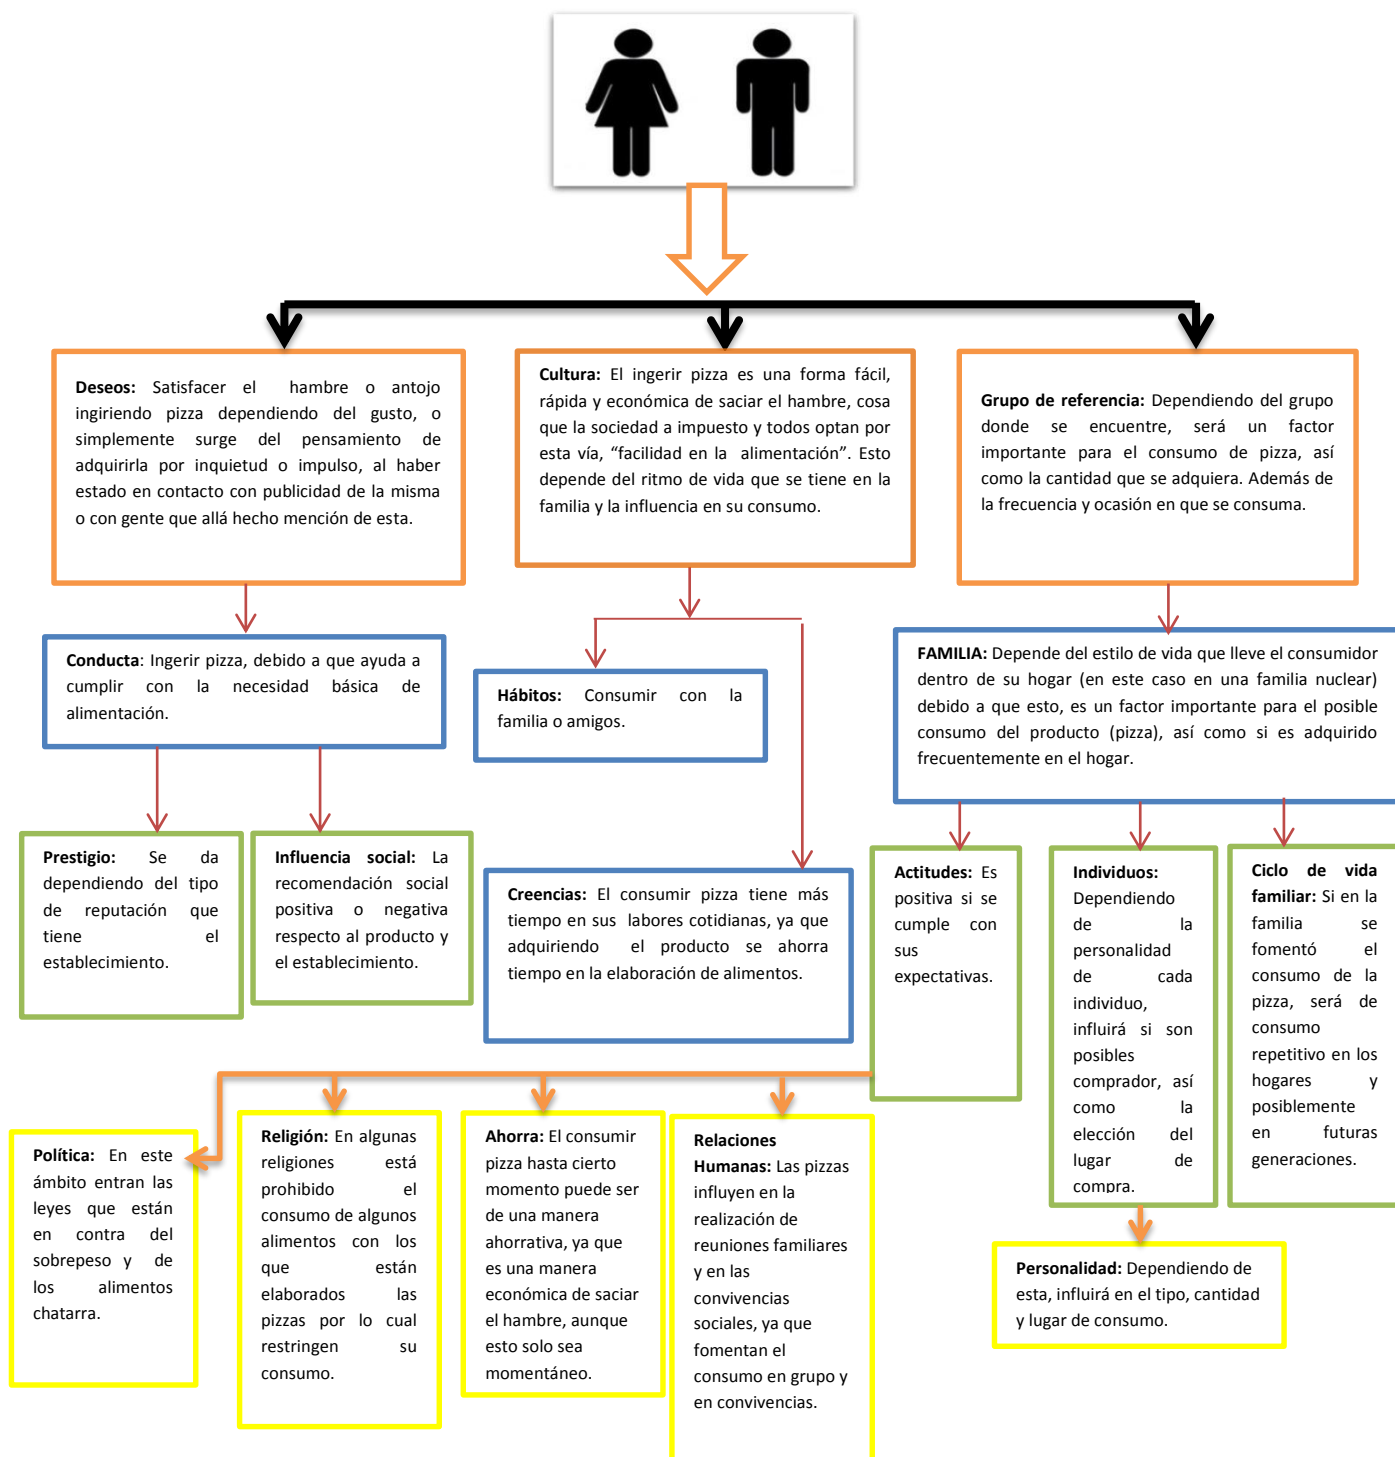 Deseos: Satisfacer el hambre o antojo
ingiriendo pizza dependiendo del gusto, o
simplemente surge del pensamiento de
adquirirla por inquietud o impulso, al haber
estado en contacto con publicidad de la misma
o con gente que allá hecho mención de esta.
Cultura: El ingerir pizza es una forma fácil,
rápida y económica de saciar el hambre, cosa
que la sociedad a impuesto y todos optan por
esta vía, “facilidad en la alimentación”. Esto
depende del ritmo de vida que se tiene en la
familia y la influencia en su consumo.
Grupo de referencia: Dependiendo del grupo
donde se encuentre, será un factor
importante para el consumo de pizza, así
como la cantidad que se adquiera. Además de
la frecuencia y ocasión en que se consuma.
Conducta: Ingerir pizza, debido a que ayuda a
cumplir con la necesidad básica de
alimentación.
Hábitos: Consumir con la
familia o amigos.
FAMILIA: Depende del estilo de vida que lleve el consumidor
dentro de su hogar (en este caso en una familia nuclear)
debido a que esto, es un factor importante para el posible
consumo del producto (pizza), así como si es adquirido
frecuentemente en el hogar.
Prestigio: Se da
dependiendo del tipo
de reputación que
tiene el
establecimiento.
Influencia social: La
recomendación social
positiva o negativa
respecto al producto y
el establecimiento.
Creencias: El consumir pizza tiene más
tiempo en sus labores cotidianas, ya que
adquiriendo el producto se ahorra
tiempo en la elaboración de alimentos.
Actitudes: Es
positiva si se
cumple con
sus
expectativas.
Individuos:
Dependiendo
de la
personalidad
de cada
individuo,
influirá si son
posibles
comprador, así
como la
elección del
lugar de
compra.
Ciclo de vida
familiar: Si en la
familia se
fomentó el
consumo de la
pizza, será de
consumo
repetitivo en los
hogares y
posiblemente
en futuras
generaciones.
Política: En este
ámbito entran las
leyes que están
en contra del
sobrepeso y de
los alimentos
chatarra.
Religión: En algunas
religiones está
prohibido el
consumo de algunos
alimentos con los
que están
elaborados las
pizzas por lo cual
restringen su
consumo.
Ahorra: El consumir
pizza hasta cierto
momento puede ser
de una manera
ahorrativa, ya que
es una manera
económica de saciar
el hambre, aunque
esto solo sea
momentáneo.
Relaciones
Humanas: Las pizzas
influyen en la
realización de
reuniones familiares
y en las
convivencias
sociales, ya que
fomentan el
consumo en grupo y
en convivencias.
Personalidad: Dependiendo de
esta, influirá en el tipo, cantidad
y lugar de consumo.